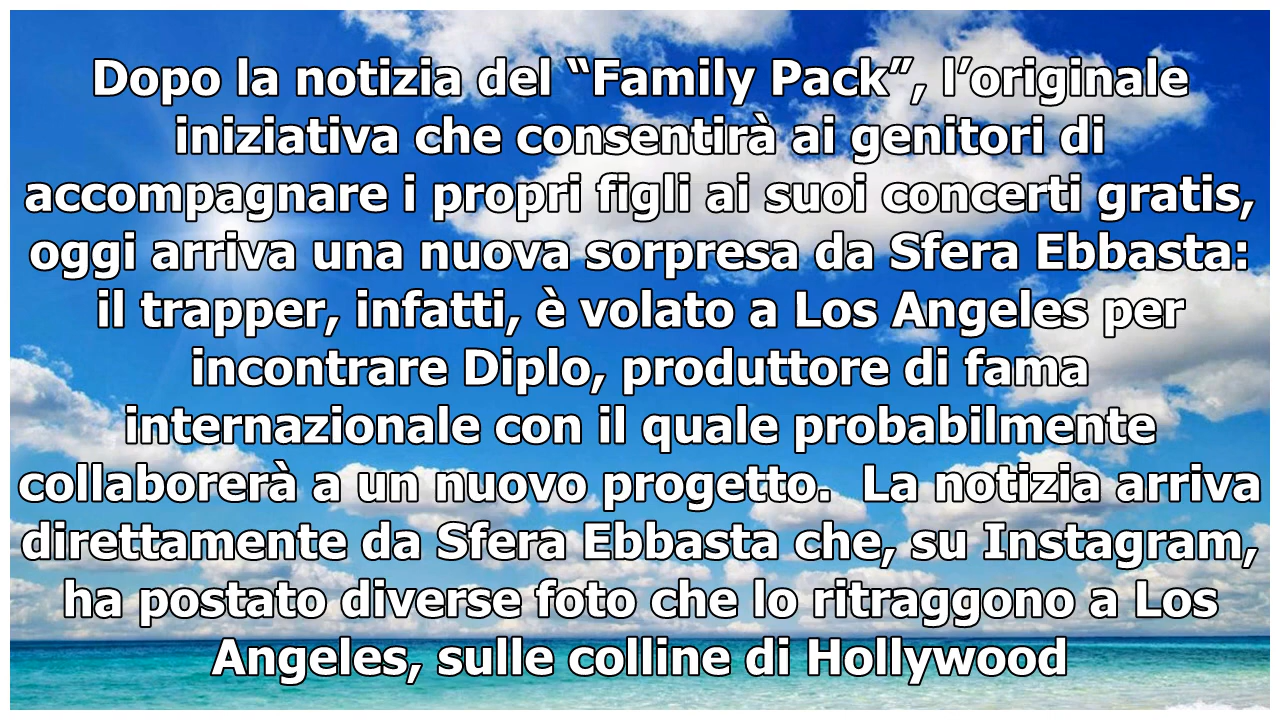 Dopo la notizia del “Family Pack”, l’originale
iniziativa che consentirà ai genitori di
accompagnare i propri figli ai suoi concerti gratis,
oggi arriva una nuova sorpresa da Sfera Ebbasta:
il trapper, infatti, è volato a Los Angeles per
incontrare Diplo, produttore di fama
internazionale con il quale probabilmente
collaborerà a un nuovo progetto.  La notizia arriva
direttamente da Sfera Ebbasta che, su Instagram,
ha postato diverse foto che lo ritraggono a Los
Angeles, sulle colline di Hollywood